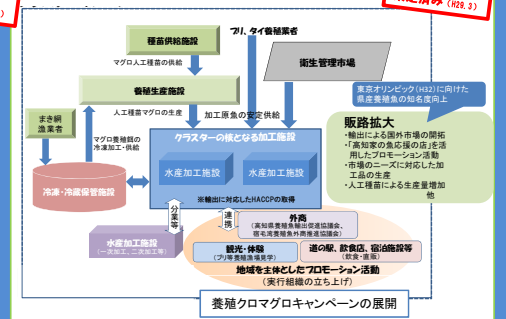 (H29.3)
種苗供給施設
ブリ、タイ養殖業者
マグロ人工種苗の供給
衛生管理市場
養殖生産施設
東京オリンピック(H32)に向けた
県産養殖魚の知名度向上
人工種苗マグロの生産
加工原魚の安定供給
まき網
漁業者
マグロ養殖餌の
冷凍加工・供給
クラスターの核となる加工施設
水産加工施設
水産加工施設
※輸出に対応したHACCPの取得
販路拡大
・輸出による国外市場の開拓
・「高知家の魚応援の店」を活
用したプロモーション活動
・市場のニーズに対応した加
工品の生産
・人工種苗による生産量増加
他
冷凍・冷蔵保管施設
分業等
連携
外商
(高知県養殖魚輸出促進協議会、
宿毛湾養殖魚外商推進協議会)
水産加工施設
(一次加工、二次加工等)
観光・体験
(ブリ等養殖漁場見学)
道の駅、飲食店、宿泊施設等
(飲食・直販)
地域を主体としたプロモーション活動
(実行組織の立ち上げ)
養殖クロマグロキャンペーンの展開